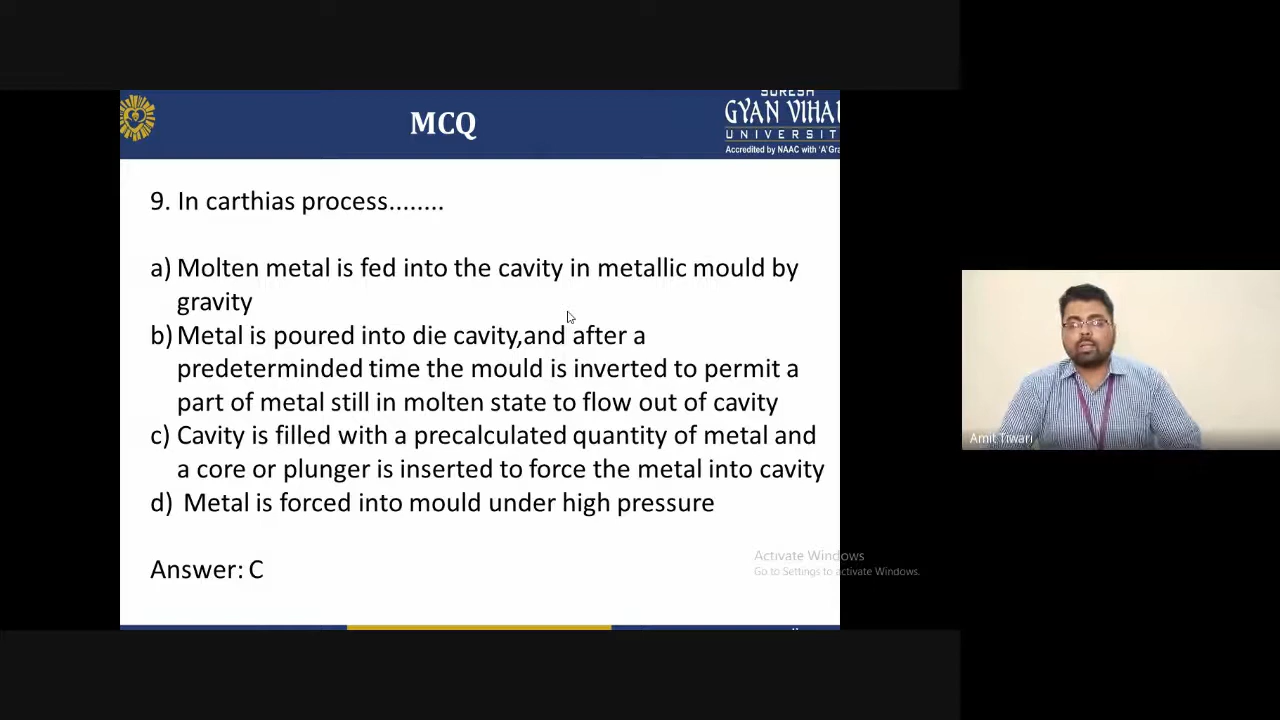 MCQ
SURESH
GYAN VIHAR
UNIVERSIT
Accredited by NAAC with 'A'Gra
9. In carthias process........
a) Molten metal is fed into the cavity in metallic mould by
gravity
b) Metal is poured into die cavity,and after a
predeterminded time the mould is inverted to permit a
part of metal still in molten state to flow out of cavity
c) Cavity is filled with a precalculated quantity of metal and
a core or plunger is inserted to force the metal into cavity
d) Metal is forced into mould under high pressure
Answer: C
Activate Windows
Go to Settings to activate Windows.
Amit Tiwari